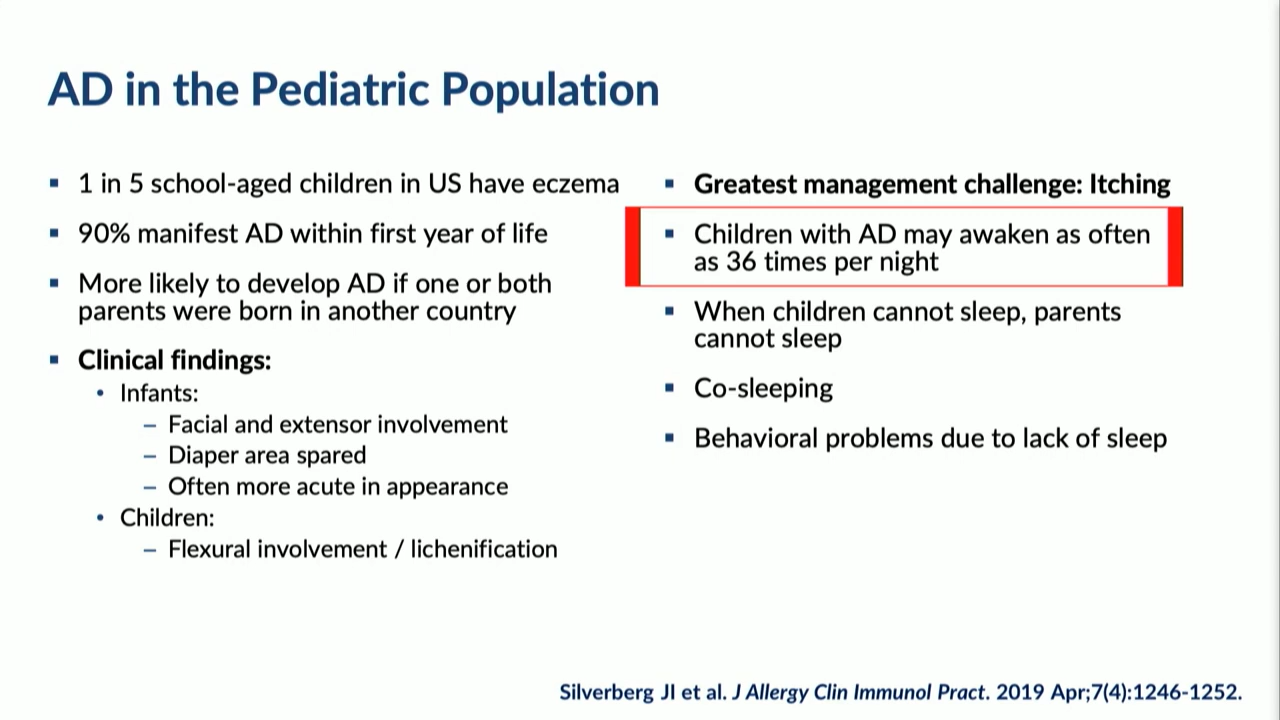 AD in the Pediatric Population
▪ 1 in 5 school-aged children in US have eczema
▪ 90% manifest AD within first year of life
▪ More likely to develop AD if one or both
parents were born in another country
▪ Clinical findings:
• Infants:
– Facial and extensor involvement
– Diaper area spared
– Often more acute in appearance
• Children:
– Flexural involvement / lichenification
▪ Greatest management challenge: Itching
▪ Children with AD may awaken as often
as 36 times per night
▪ When children cannot sleep, parents
cannot sleep
▪ Co-sleeping
▪ Behavioral problems due to lack of sleep
Silverberg JI et al. J Allergy Clin Immunol Pract. 2019 Apr;7(4):1246-1252.